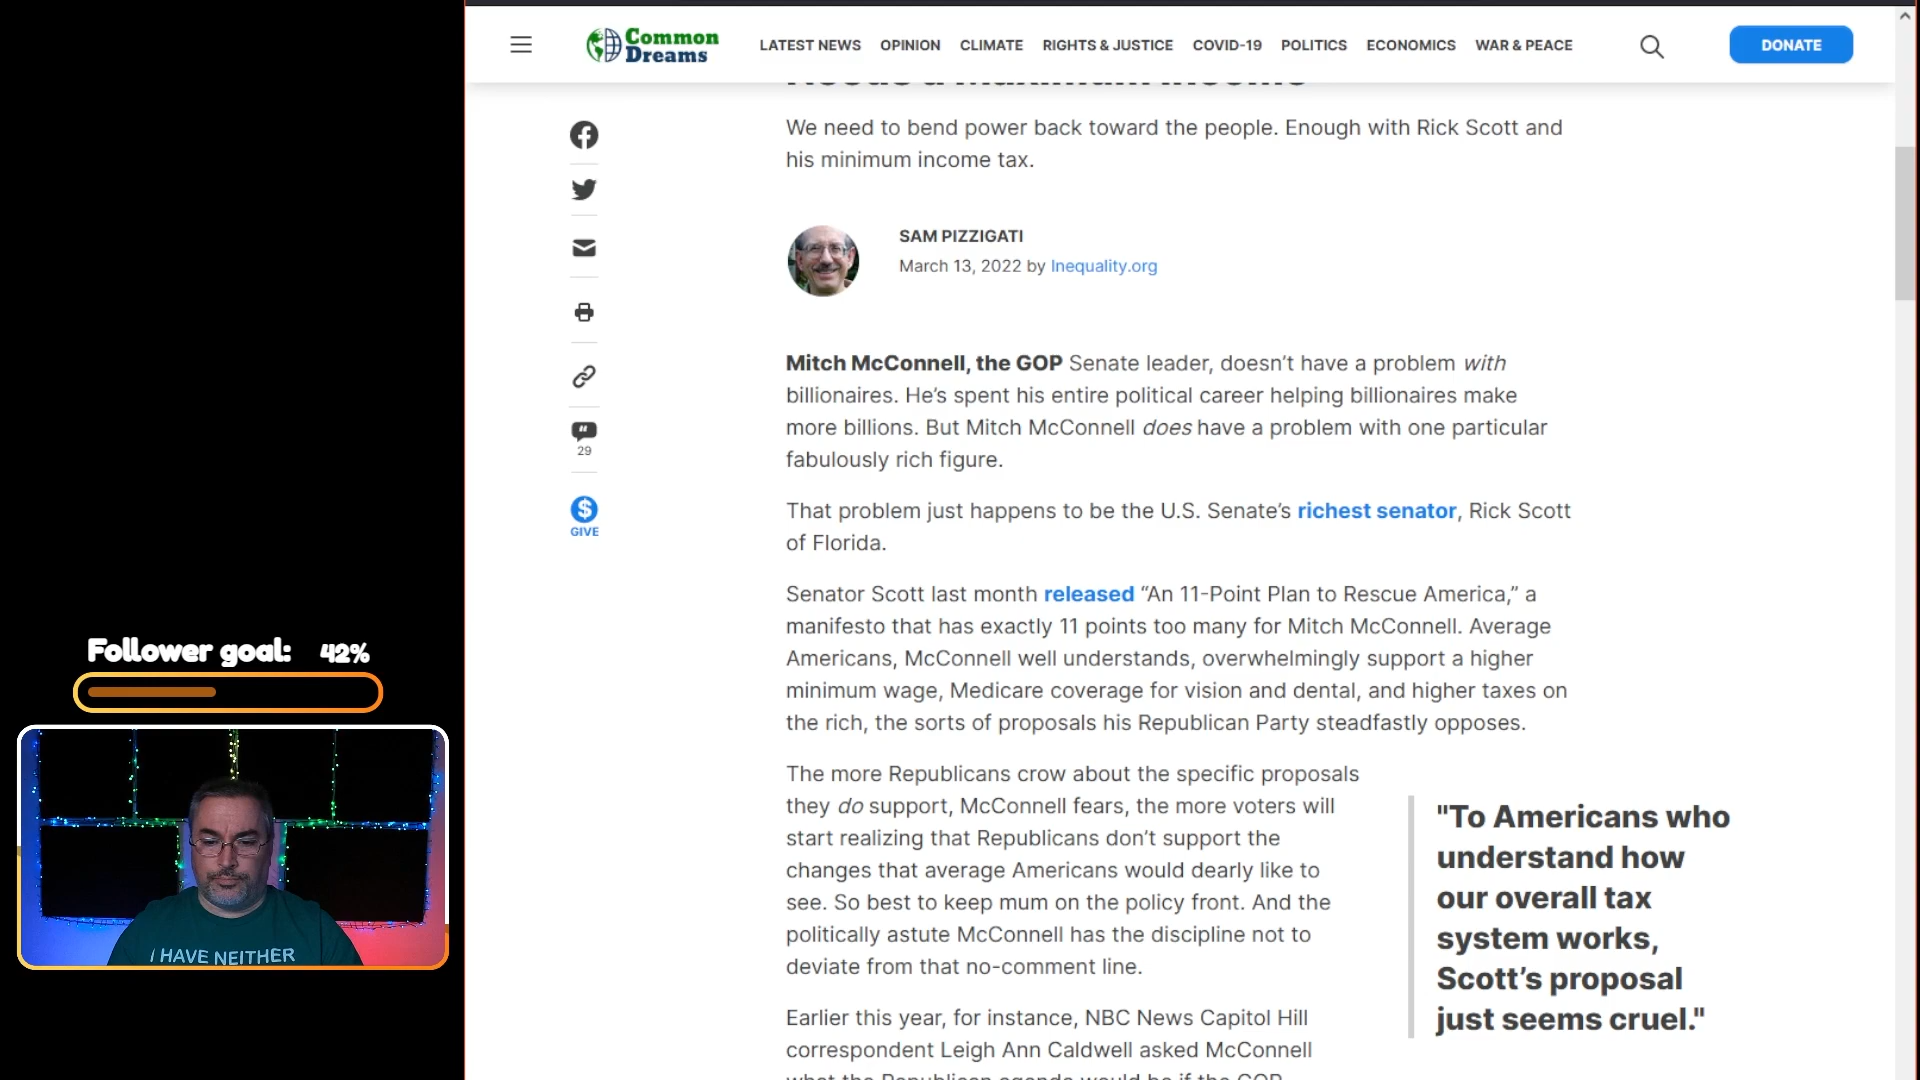 Common
Dreams
LATEST NEWS OPINION CLIMATE RIGHTS & JUSTICE COVID-19 POLITICS ECONOMICS WAR & PEACE
DONATE
Needs a Maximum Income
We need to bend power back toward the people. Enough with Rick Scott and
his minimum income tax.
SAM PIZZIGATI
March 13, 2022 by Inequality.org
29
GIVE
Mitch McConnell, the GOP Senate leader, doesn’t have a problem with
billionaires. He’s spent his entire political career helping billionaires make
more billions. But Mitch McConnell does have a problem with one particular
fabulously rich figure.
That problem just happens to be the U.S. Senate’s richest senator, Rick Scott
of Florida.
Senator Scott last month released “An 11-Point Plan to Rescue America,” a
manifesto that has exactly 11 points too many for Mitch McConnell. Average
Americans, McConnell well understands, overwhelmingly support a higher
minimum wage, Medicare coverage for vision and dental, and higher taxes on
the rich, the sorts of proposals his Republican Party steadfastly opposes.
The more Republicans crow about the specific proposals
they do support, McConnell fears, the more voters will
start realizing that Republicans don’t support the
changes that average Americans would dearly like to
see. So best to keep mum on the policy front. And the
politically astute McConnell has the discipline not to
deviate from that no-comment line.
Earlier this year, for instance, NBC News Capitol Hill
correspondent Leigh Ann Caldwell asked McConnell
what the Republican agenda would be if the GOP
"To Americans who
understand how
our overall tax
system works,
Scott’s proposal
just seems cruel."
Follower goal: 42%
I HAVE NEITHER